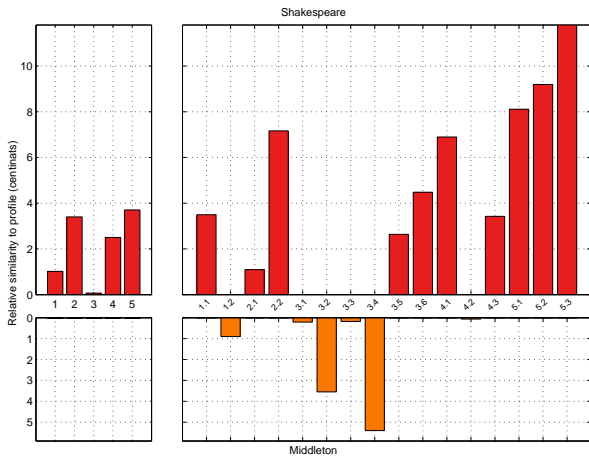 Shakespeare
Relative similarity to profile (centinats)
10
8
6
4
2
0
1 2 3 4 5
1.1 1.2 2.1 2.2 3.1 3.2 3.3 3.4 3.5 3.6 4.1 4.2 4.3 5.1 5.2 5.3
0
1
2
3
4
5
Middleton